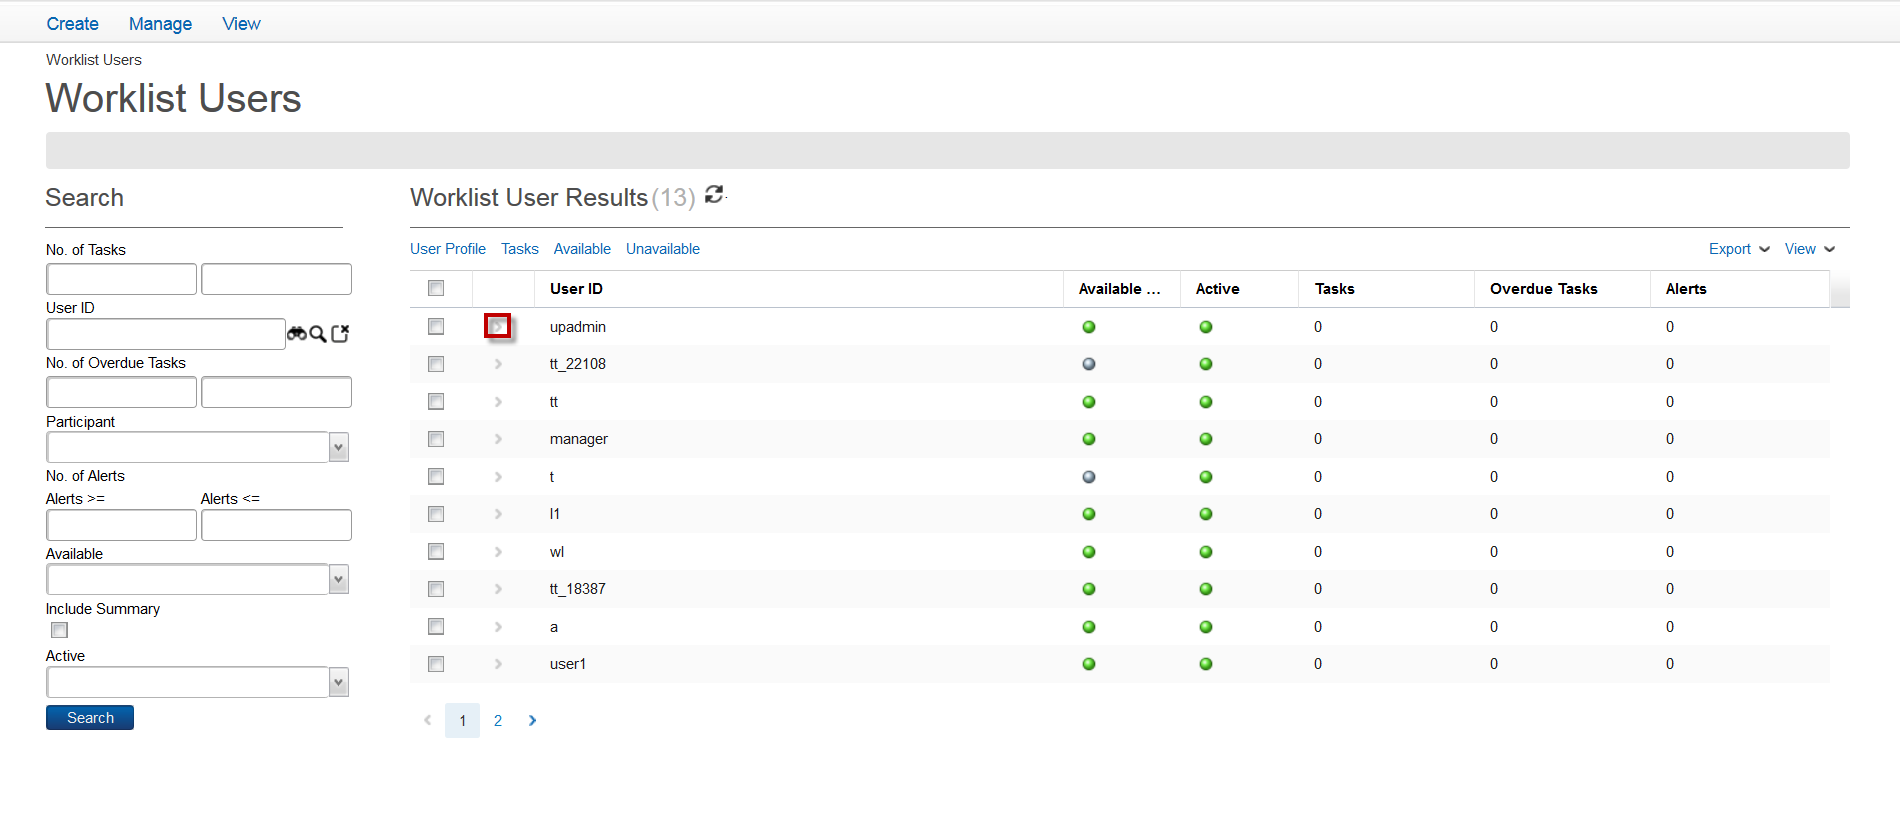 Create Manage View
Worklist Users
Worklist Users
Search
No. of Tasks
User ID
No. of Overdue Tasks
Participant
No. of Alerts
Alerts >= Alerts <=
Available
Include Summary
Active
Search
Worklist User Results (13)
User Profile Tasks Available Unavailable Export View
User ID Available ... Active Tasks Overdue Tasks Alerts
upadmin 0 0 0
tt_22108 0 0 0
tt 0 0 0
manager 0 0 0
t 0 0 0
l1 0 0 0
wl 0 0 0
tt_18387 0 0 0
a 0 0 0
user1 0 0 0
1 2